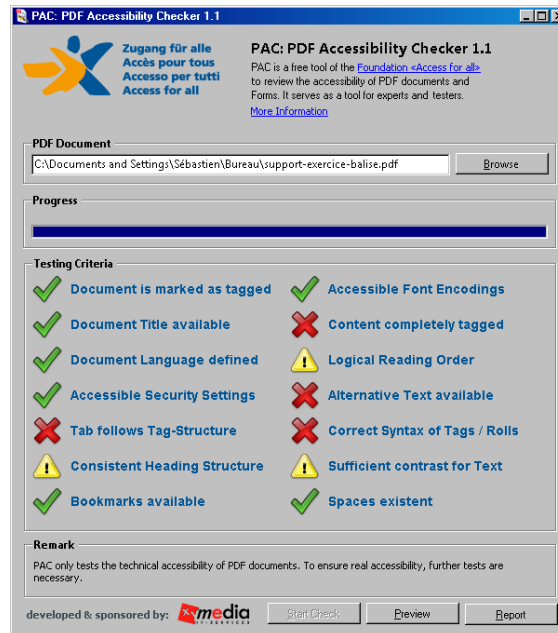 PAC: PDF Accessibility Checker 1.1
Zugang für alle
Accès pour tous
Accesso per tutti
Access for all
PAC: PDF Accessibility Checker 1.1
PAC is a free tool of the Foundation «Access for all»
to review the accessibility of PDF documents and
Forms. It serves as a tool for experts and testers.
More Information
PDF Document
C:\Documents and Settings\Sébastien\Bureau\support-exercice-balise.pdf
Browse
Progress
Testing Criteria
Document is marked as tagged
Accessible Font Encodings
Document Title available
Content completely tagged
Document Language defined
Logical Reading Order
Accessible Security Settings
Alternative Text available
Tab follows Tag-Structure
Correct Syntax of Tags / Rolls
Consistent Heading Structure
Sufficient contrast for Text
Bookmarks available
Spaces existent
Remark
PAC only tests the technical accessibility of PDF documents. To ensure real accessibility, further tests are
necessary.
developed & sponsored by:
xymedia
IT-SERVICES
Start Check
Preview
Report